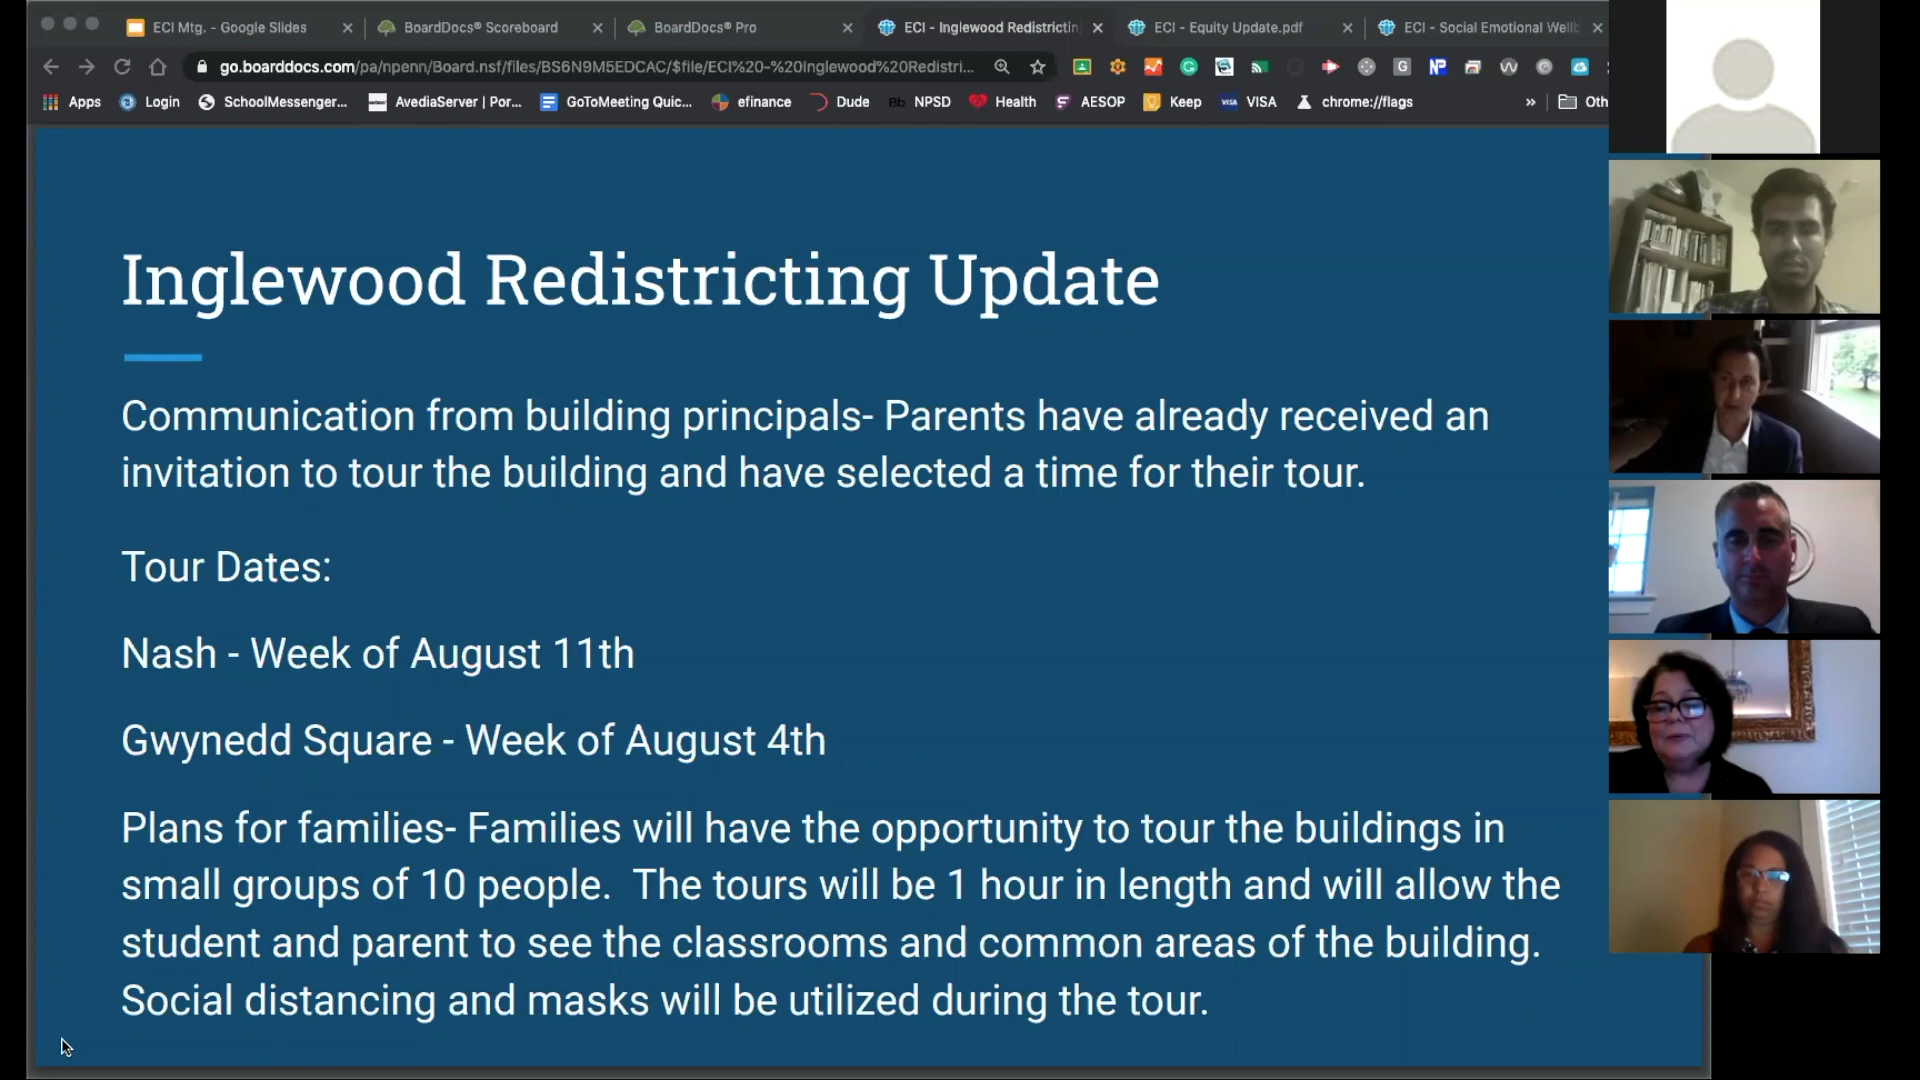 ECI Mtg. - Google Slides
BoardDocs® Scoreboard
BoardDocs® Pro
ECI - Inglewood Redistrictin
ECI - Equity Update.pdf
ECI - Social Emotional Wellb
go.boarddocs.com/pa/npenn/Board.nsf/files/BS6N9M5EDCAC/$file/ECI%20-%20Inglewood%20Redistri...
Apps
Login
SchoolMessenger...
AvediaServer | Por...
GoToMeeting Quic...
efinance
Dude
Bb NPSD
Health
AESOP
Keep
VISA VISA
chrome://flags
»
Oth
Inglewood Redistricting Update
Communication from building principals- Parents have already received an
invitation to tour the building and have selected a time for their tour.
Tour Dates:
Nash - Week of August 11th
Gwynedd Square - Week of August 4th
Plans for families- Families will have the opportunity to tour the buildings in
small groups of 10 people.  The tours will be 1 hour in length and will allow the
student and parent to see the classrooms and common areas of the building.
Social distancing and masks will be utilized during the tour.